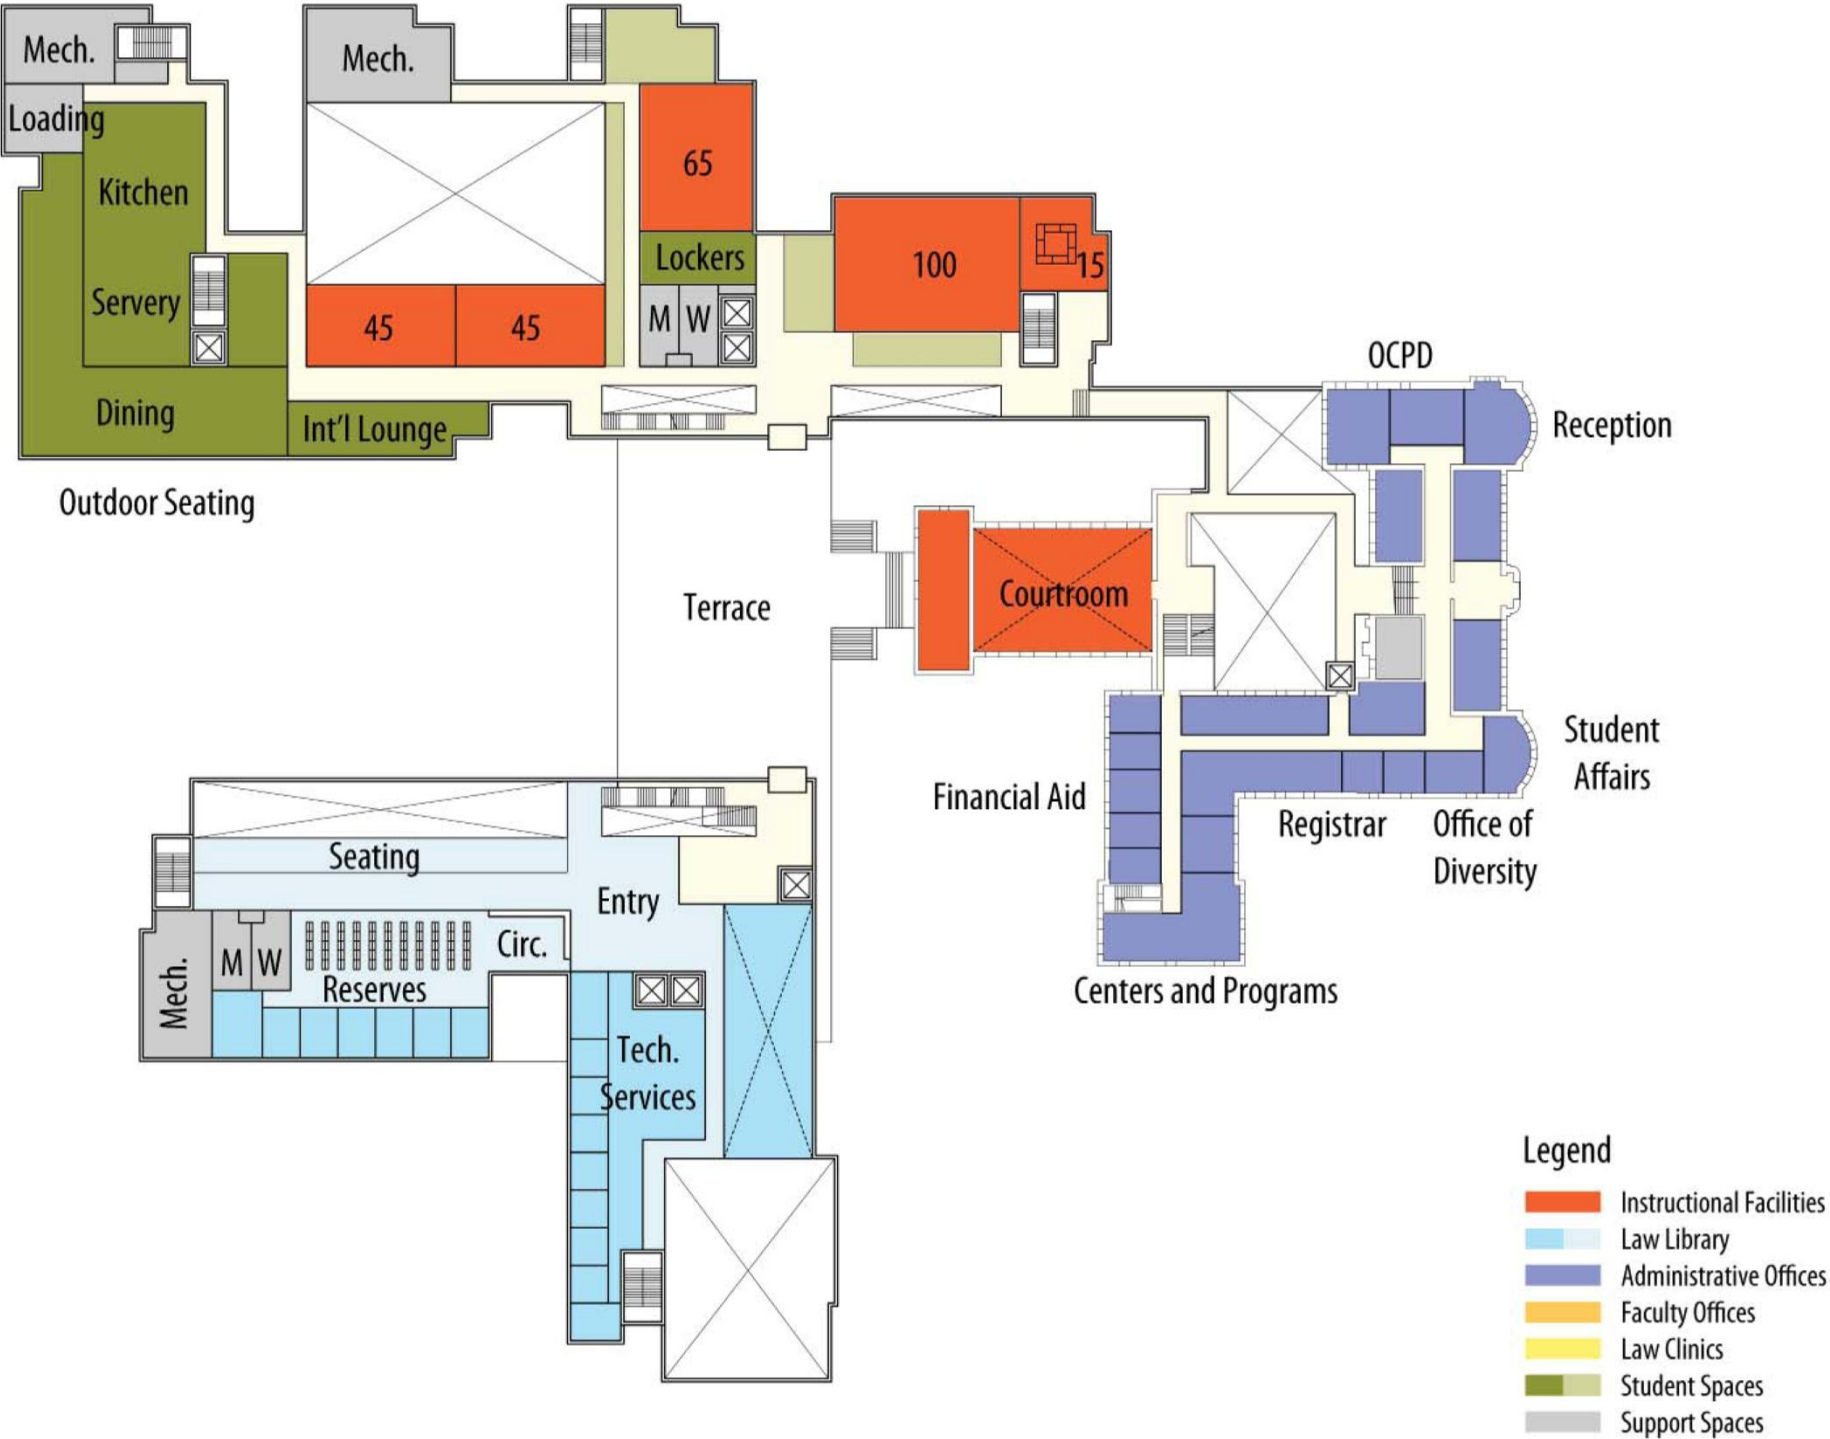 Mech.
Mech.
Loading
Kitchen
65
Lockers
100
15
Servery
45
45
M
W
OCPD
Dining
Int'l Lounge
Reception
Outdoor Seating
Courtroom
Terrace
Student
Affairs
Financial Aid
Registrar
Office of
Diversity
Seating
Entry
Circ.
Mech.
M
W
Reserves
Centers and Programs
Tech.
Services
Legend
Instructional Facilities
Law Library
Administrative Offices
Faculty Offices
Law Clinics
Student Spaces
Support Spaces